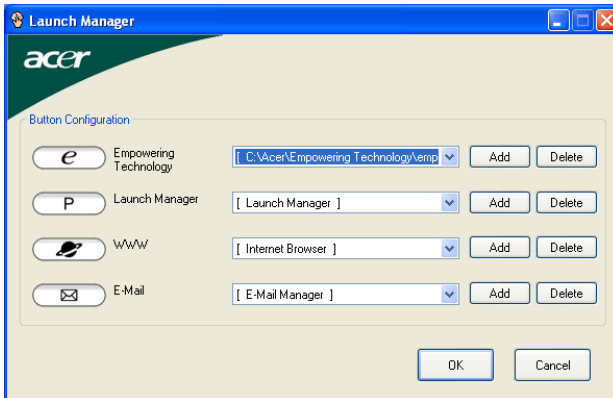 Launch Manager
acer
Button Configuration
e Empowering Technology [ C:\Acer\Empowering Technology\emp Add Delete
P Launch Manager [ Launch Manager ] Add Delete
WWW [ Internet Browser ] Add Delete
E-Mail [ E-Mail Manager ] Add Delete
OK Cancel